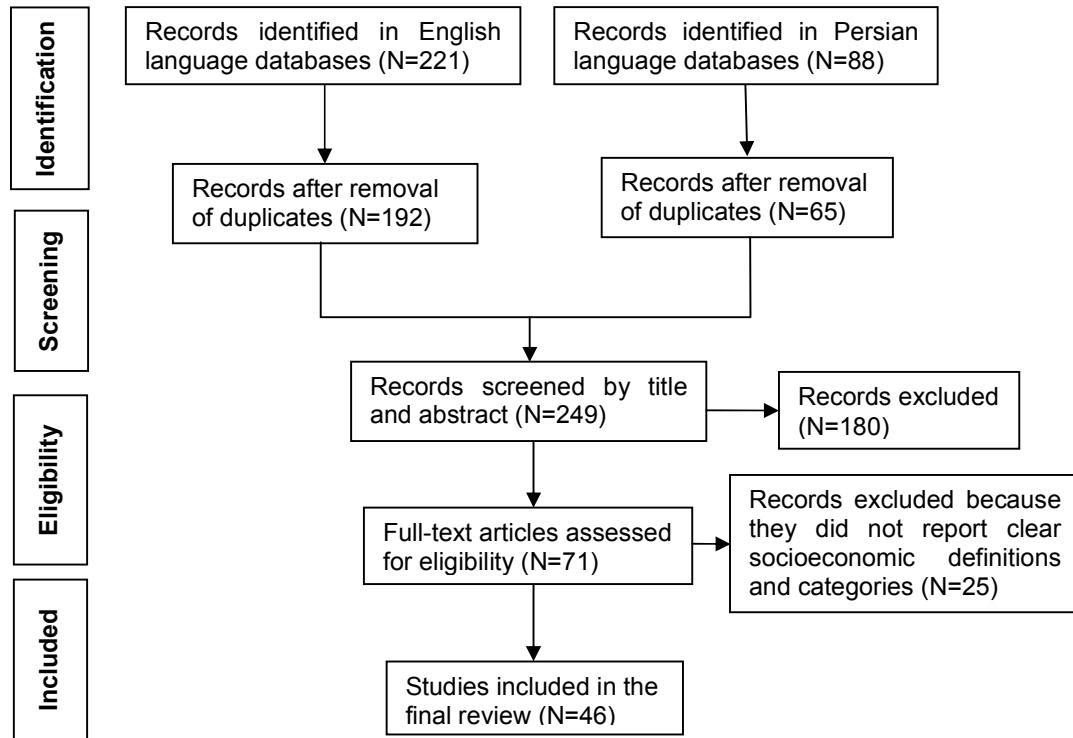 Identification
Records identified in English
language databases (N=221)
Records identified in Persian
language databases (N=88)
Records after removal
of duplicates (N=192)
Records after removal
of duplicates (N=65)
Screening
Records screened by title
and abstract (N=249)
Records excluded
(N=180)
Eligibility
Full-text articles assessed
for eligibility (N=71)
Records excluded because
they did not report clear
socioeconomic definitions
and categories (N=25)
Included
Studies included in the
final review (N=46)